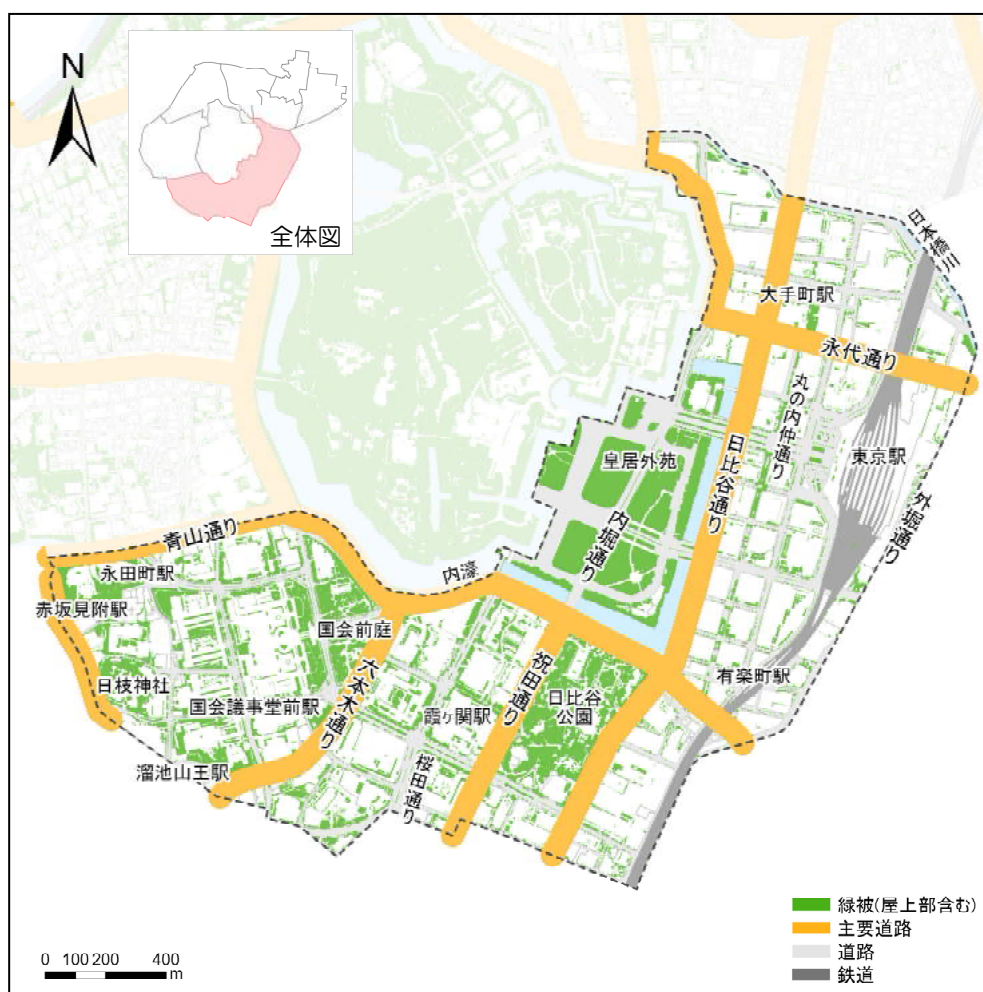 N
全体図
日本橋川
大手町駅
永代通り
丸の内仲通り
日比谷通り
東京駅
外堀通り
皇居外苑
内堀通り
青山通り
永田町駅
内濠
赤坂見附駅
国会前庭
六本木通り
祝田通り
日比谷
公園
有楽町駅
日枝神社
国会議事堂前駅
霞ヶ関駅
溜池山王駅
桜田通り
緑被(屋上部含む)
主要道路
道路
鉄道
0 100 200 400
m